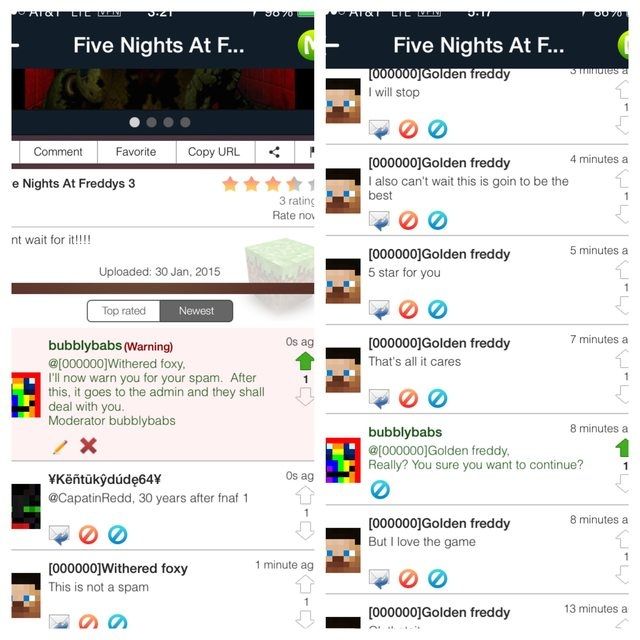 AT&T LTE VPN 3:21 98%
Five Nights At F...
Comment
Favorite
Copy URL
e Nights At Freddys 3
3 rating
Rate now
nt wait for it!!!!
Uploaded: 30 Jan, 2015
Top rated
Newest
bubblybabs (Warning)
0s ag
@[000000]Withered foxy,
I'll now warn you for your spam. After
this, it goes to the admin and they shall
deal with you.
Moderator bubblybabs
1
¥Këñtùkŷdúdę64¥
0s ag
@CapatinRedd, 30 years after fnaf 1
1
[000000]Withered foxy
1 minute ag
This is not a spam
1
AT&T LTE VPN 5:17 86%
Five Nights At F...
[000000]Golden freddy
3 minutes a
I will stop
1
[000000]Golden freddy
4 minutes a
I also can't wait this is goin to be the
best
1
[000000]Golden freddy
5 minutes a
5 star for you
1
[000000]Golden freddy
7 minutes a
That's all it cares
1
bubblybabs
8 minutes a
@[000000]Golden freddy,
Really? You sure you want to continue?
1
[000000]Golden freddy
8 minutes a
But I love the game
1
[000000]Golden freddy
13 minutes a